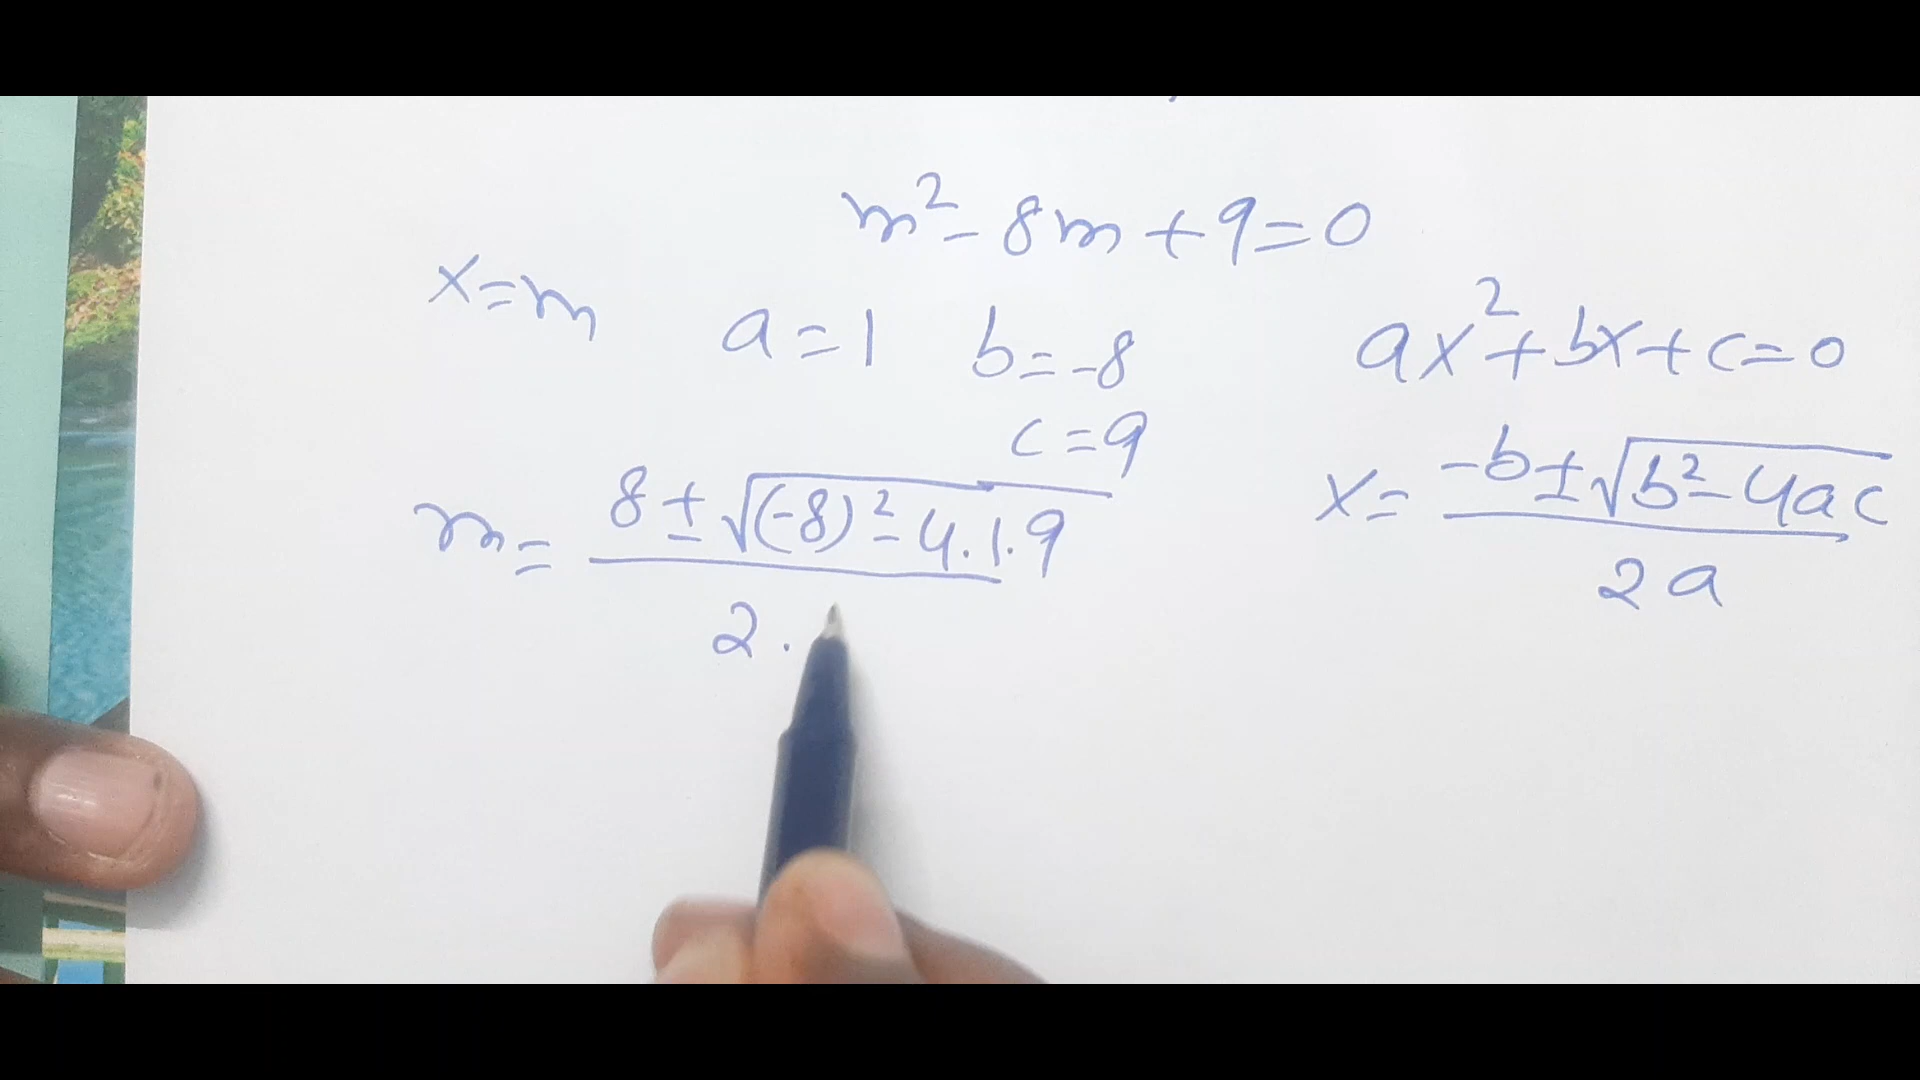 m² - 8m + 9 = 0
x = m
a = 1 b = -8
c = 9
m = (8 ± √((-8)² - 4.1.9)) / 2.
ax² + bx + c = 0
x = (-b ± √(b² - 4ac)) / 2a